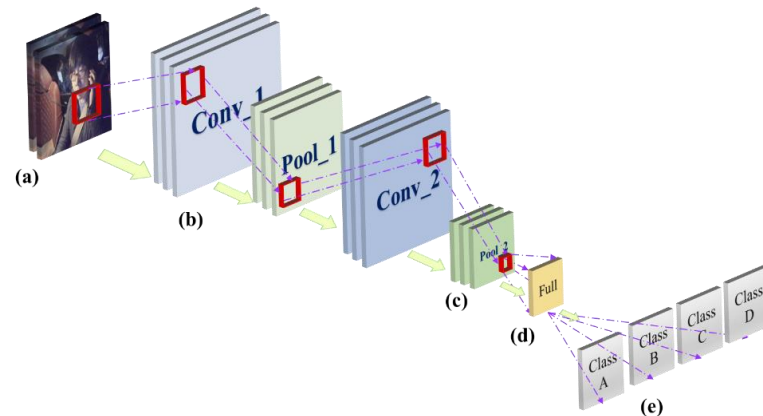 (a)
Conv_1
(b)
Pool_1
Conv_2
(c)
Pool_2
(d)
Full
Class
A
Class
B
Class
C
Class
D
(e)